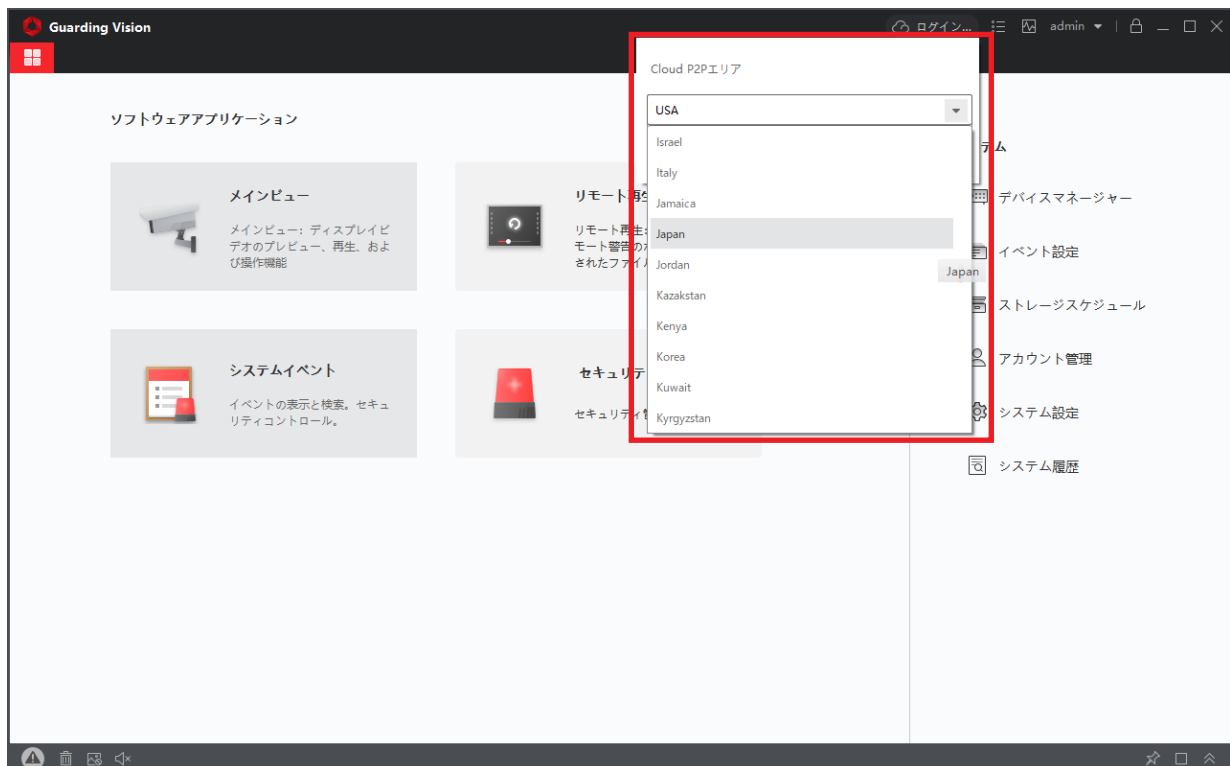 Guarding Vision
ログイン...
admin
Cloud P2Pエリア
USA
Israel
Italy
Jamaica
Japan
Jordan
Kazakstan
Kenya
Korea
Kuwait
Kyrgyzstan
Japan
ソフトウェアアプリケーション
メインビュー
メインビュー: ディスプレイビ
デオのプレビュー、再生、およ
び操作機能
リモート再生
リモート再生:
モート警告の
されたファイ
システムイベント
イベントの表示と検索。セキュ
リティコントロール。
セキュリテ
セキュリティ
テム
デバイスマネージャー
イベント設定
ストレージスケジュール
アカウント管理
システム設定
システム履歴